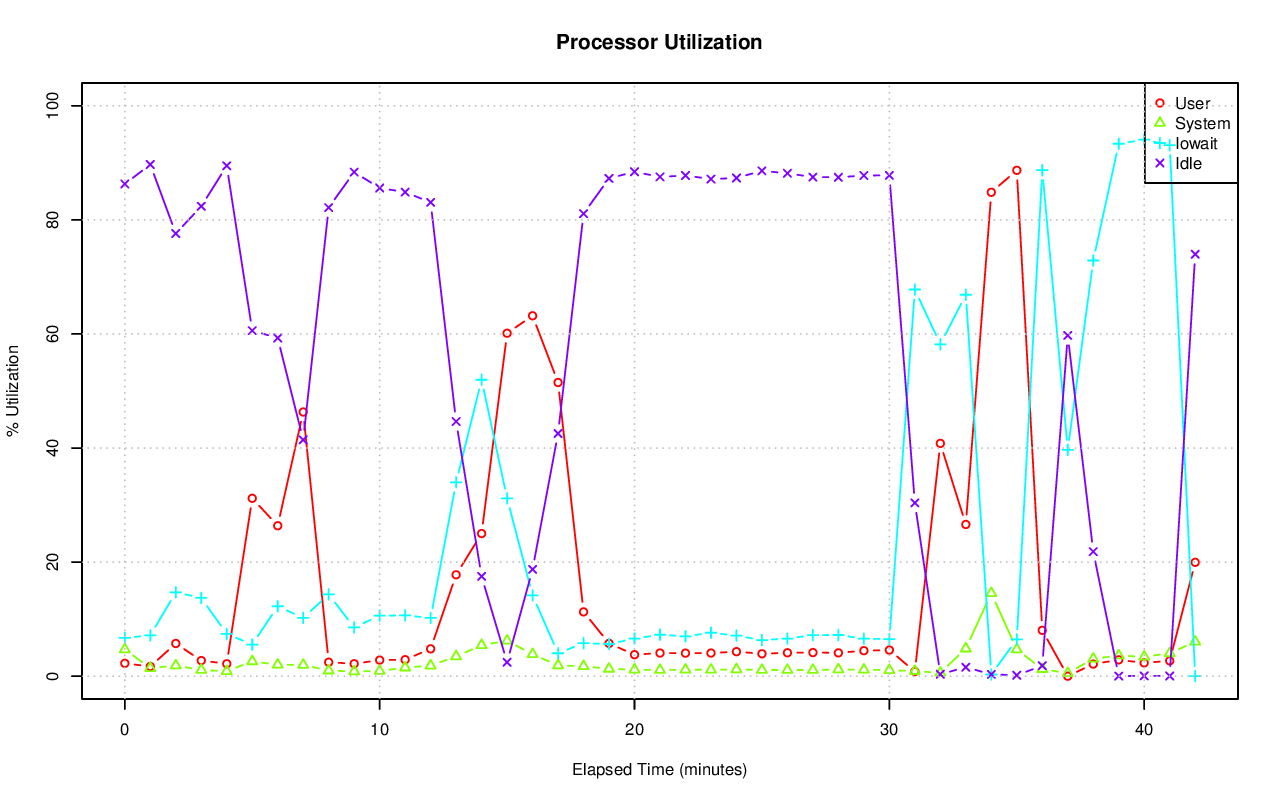 Processor Utilization
% Utilization
100
80
60
40
20
0
User
System
Iowait
Idle
0 10 20 30 40
Elapsed Time (minutes)